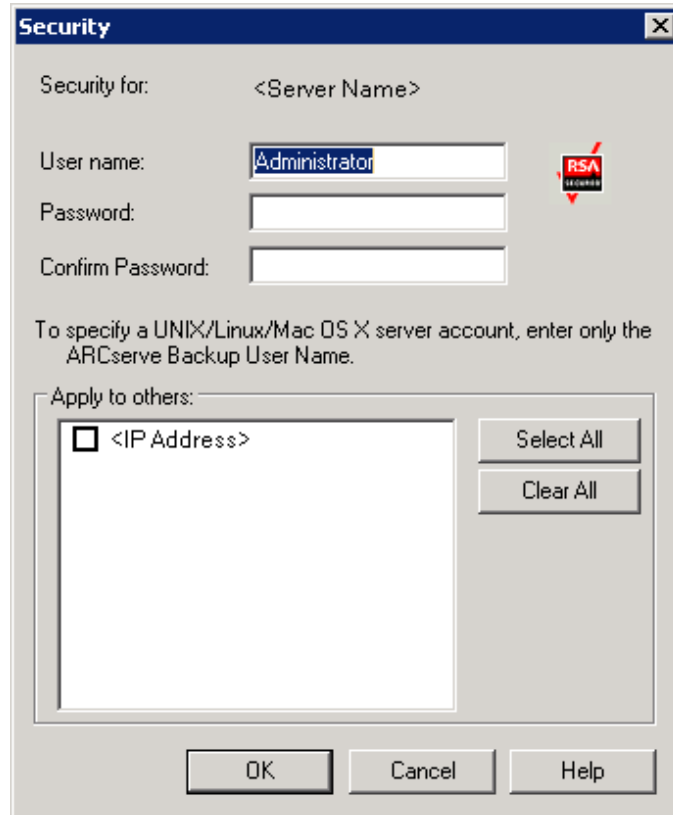 Security
Security for: <Server Name>
User name: Administrator
RSA
SECURED
Password:
Confirm Password:
To specify a UNIX/Linux/Mac OS X server account, enter only the
ARCserve Backup User Name.
Apply to others:
<IP Address>
Select All
Clear All
OK Cancel Help